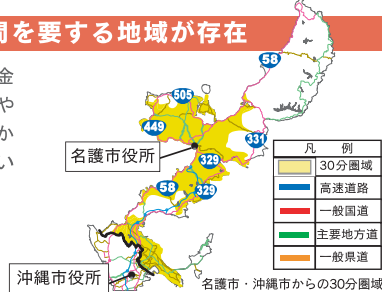 間を要する地域が存在
金
や
か
い
58
505
449
331
名護市役所
329
58
329
凡 例
30分圏域
高速道路
一般国道
主要地方道
一般県道
沖縄市役所
名護市・沖縄市からの30分圏域